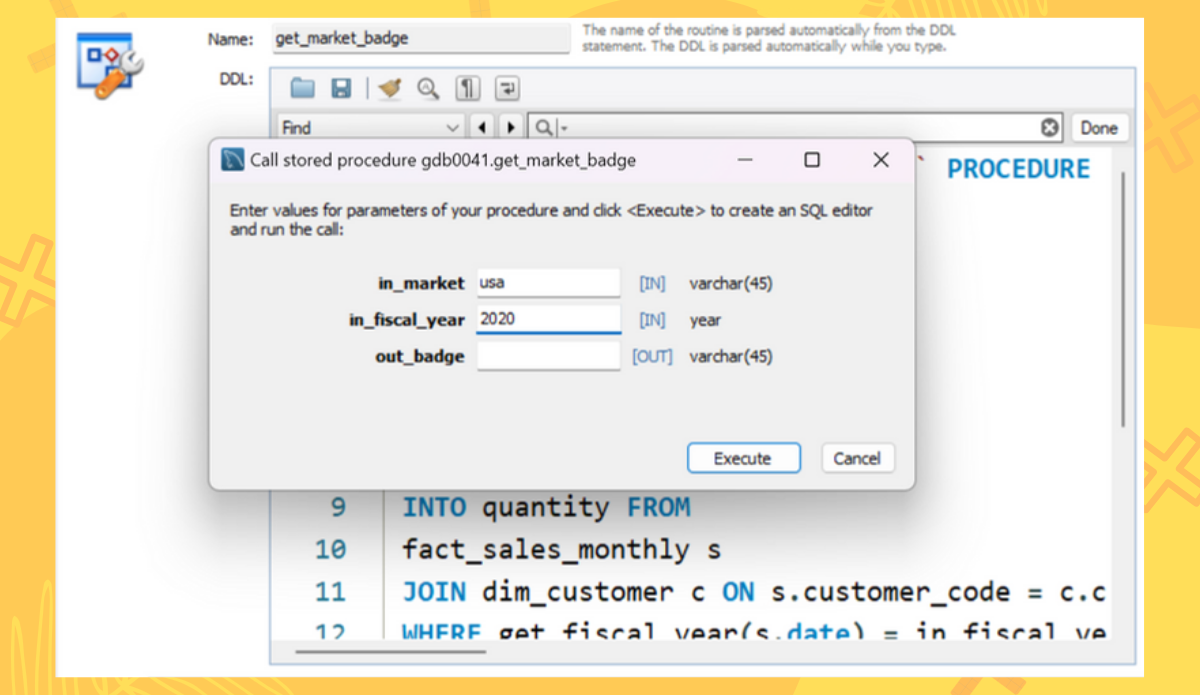 Name: get_market_badge
The name of the routine is parsed automatically from the DDL
statement. The DDL is parsed automatically while you type.
DDL:
Find
Done
Call stored procedure gdb0041.get_market_badge
` PROCEDURE
Enter values for parameters of your procedure and click <Execute> to create an SQL editor
and run the call:
in_market usa [IN] varchar(45)
in_fiscal_year 2020 [IN] year
out_badge [OUT] varchar(45)
Execute Cancel
9 INTO quantity FROM
10 fact_sales_monthly s
11 JOIN dim_customer c ON s.customer_code = c.c
12 WHERE get_fiscal_year(s.date) = in_fiscal_ye